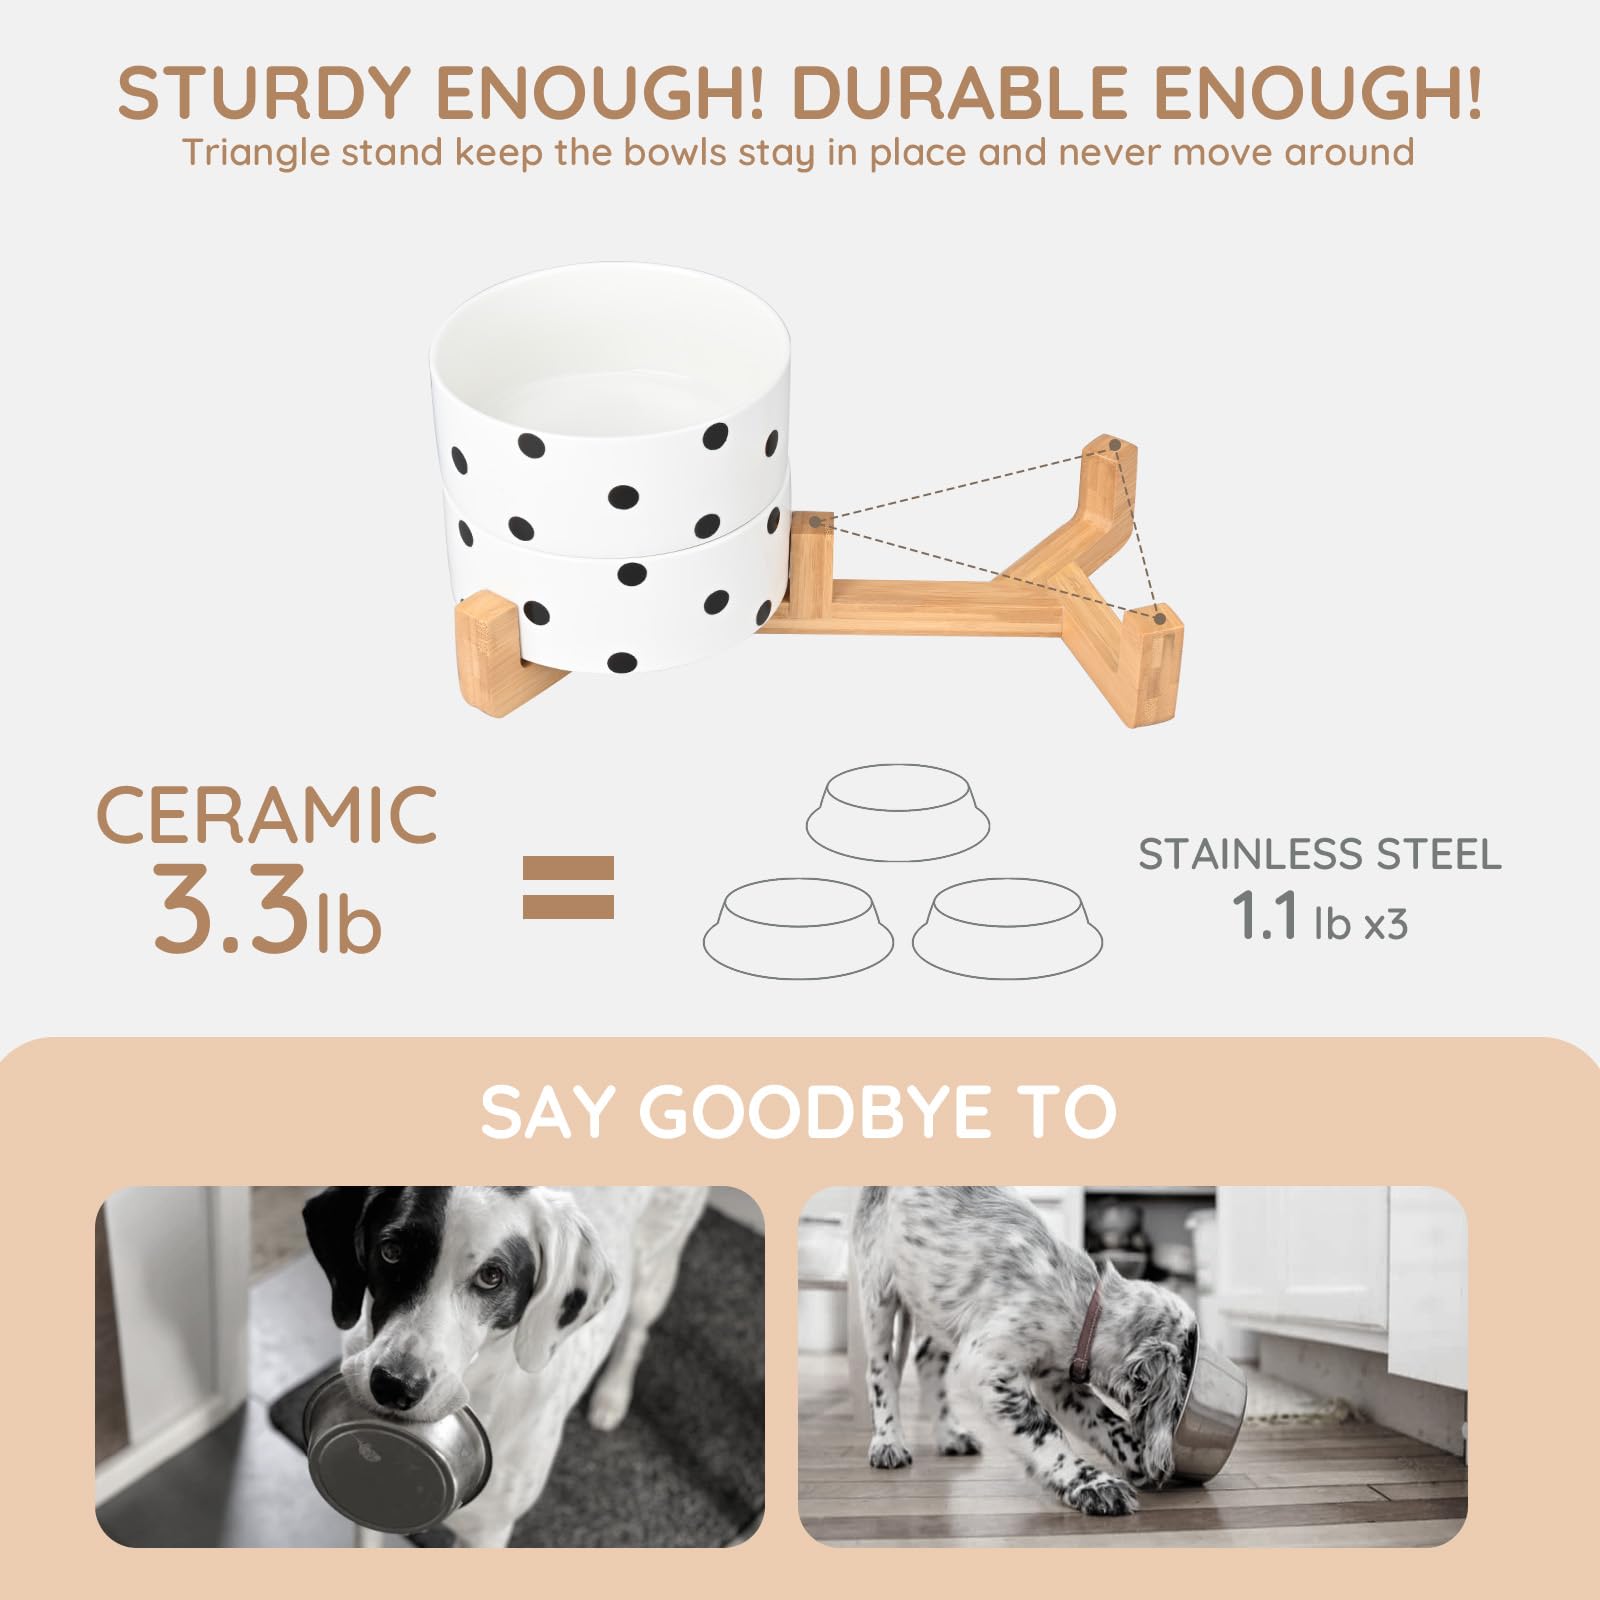 STURDY ENOUGH! DURABLE ENOUGH!
Triangle stand keep the bowls stay in place and never move around
CERAMIC
3.3lb
STAINLESS STEEL
1.1 lb x3
SAY GOODBYE TO